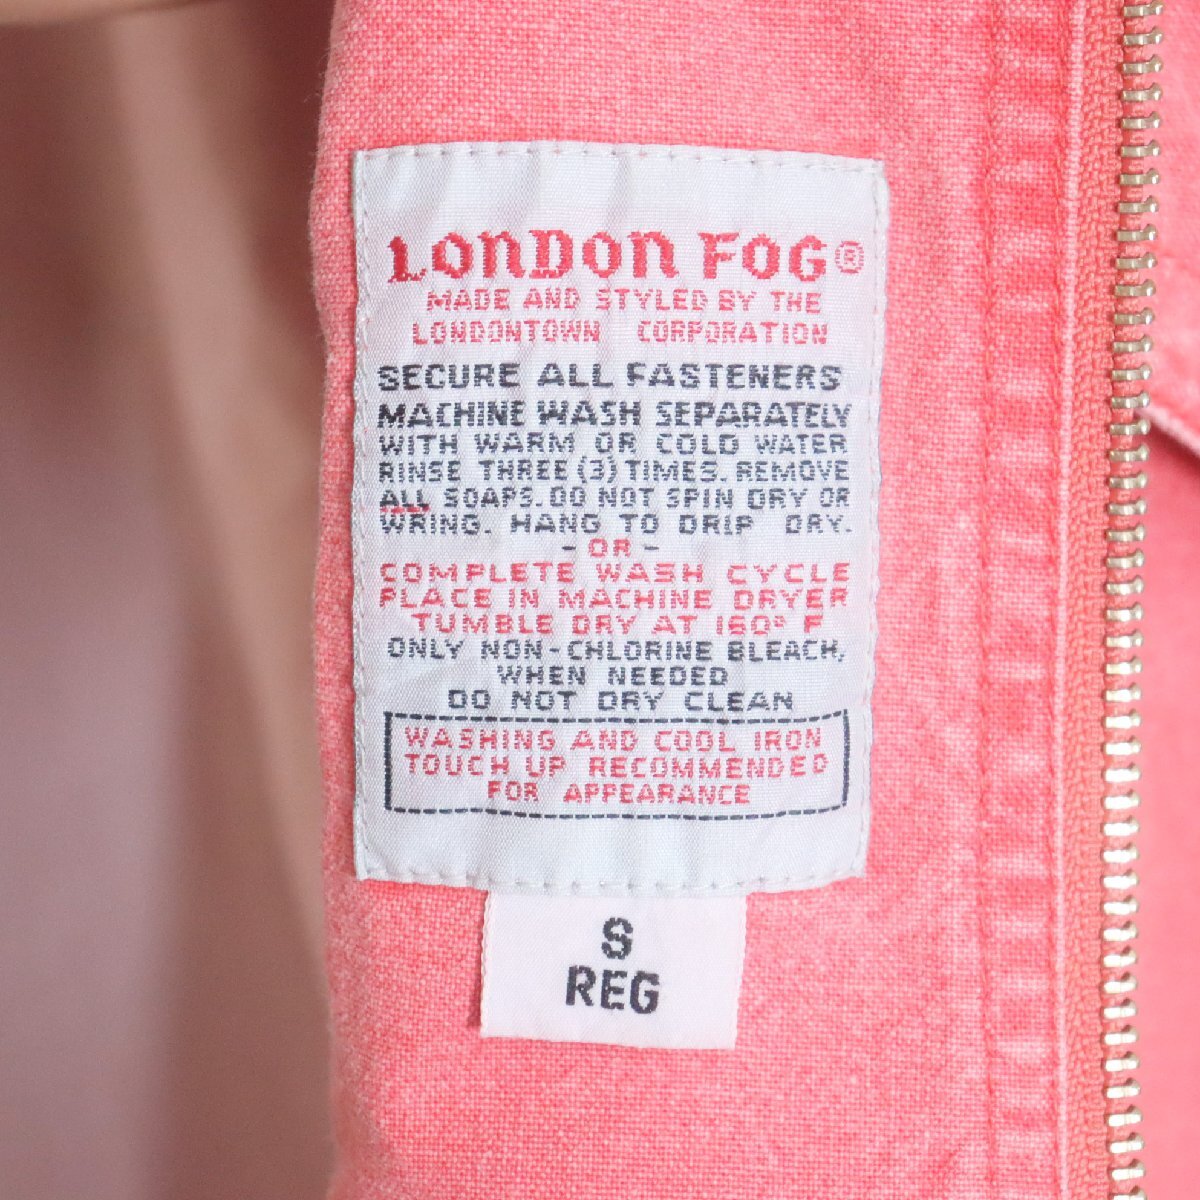 LONDON FOG®
MADE AND STYLED BY THE
LONDONTOWN CORPORATION
SECURE ALL FASTENERS
MACHINE WASH SEPARATELY
WITH WARM OR COLD WATER
RINSE THREE (3) TIMES. REMOVE
ALL SOAPS. DO NOT SPIN DRY OR
WRING. HANG TO DRIP DRY.
- OR -
COMPLETE WASH CYCLE
PLACE IN MACHINE DRYER
TUMBLE DRY AT 160° F
ONLY NON-CHLORINE BLEACH,
WHEN NEEDED
DO NOT DRY CLEAN
WASHING AND COOL IRON
TOUCH UP RECOMMENDED
FOR APPEARANCE
S
REG